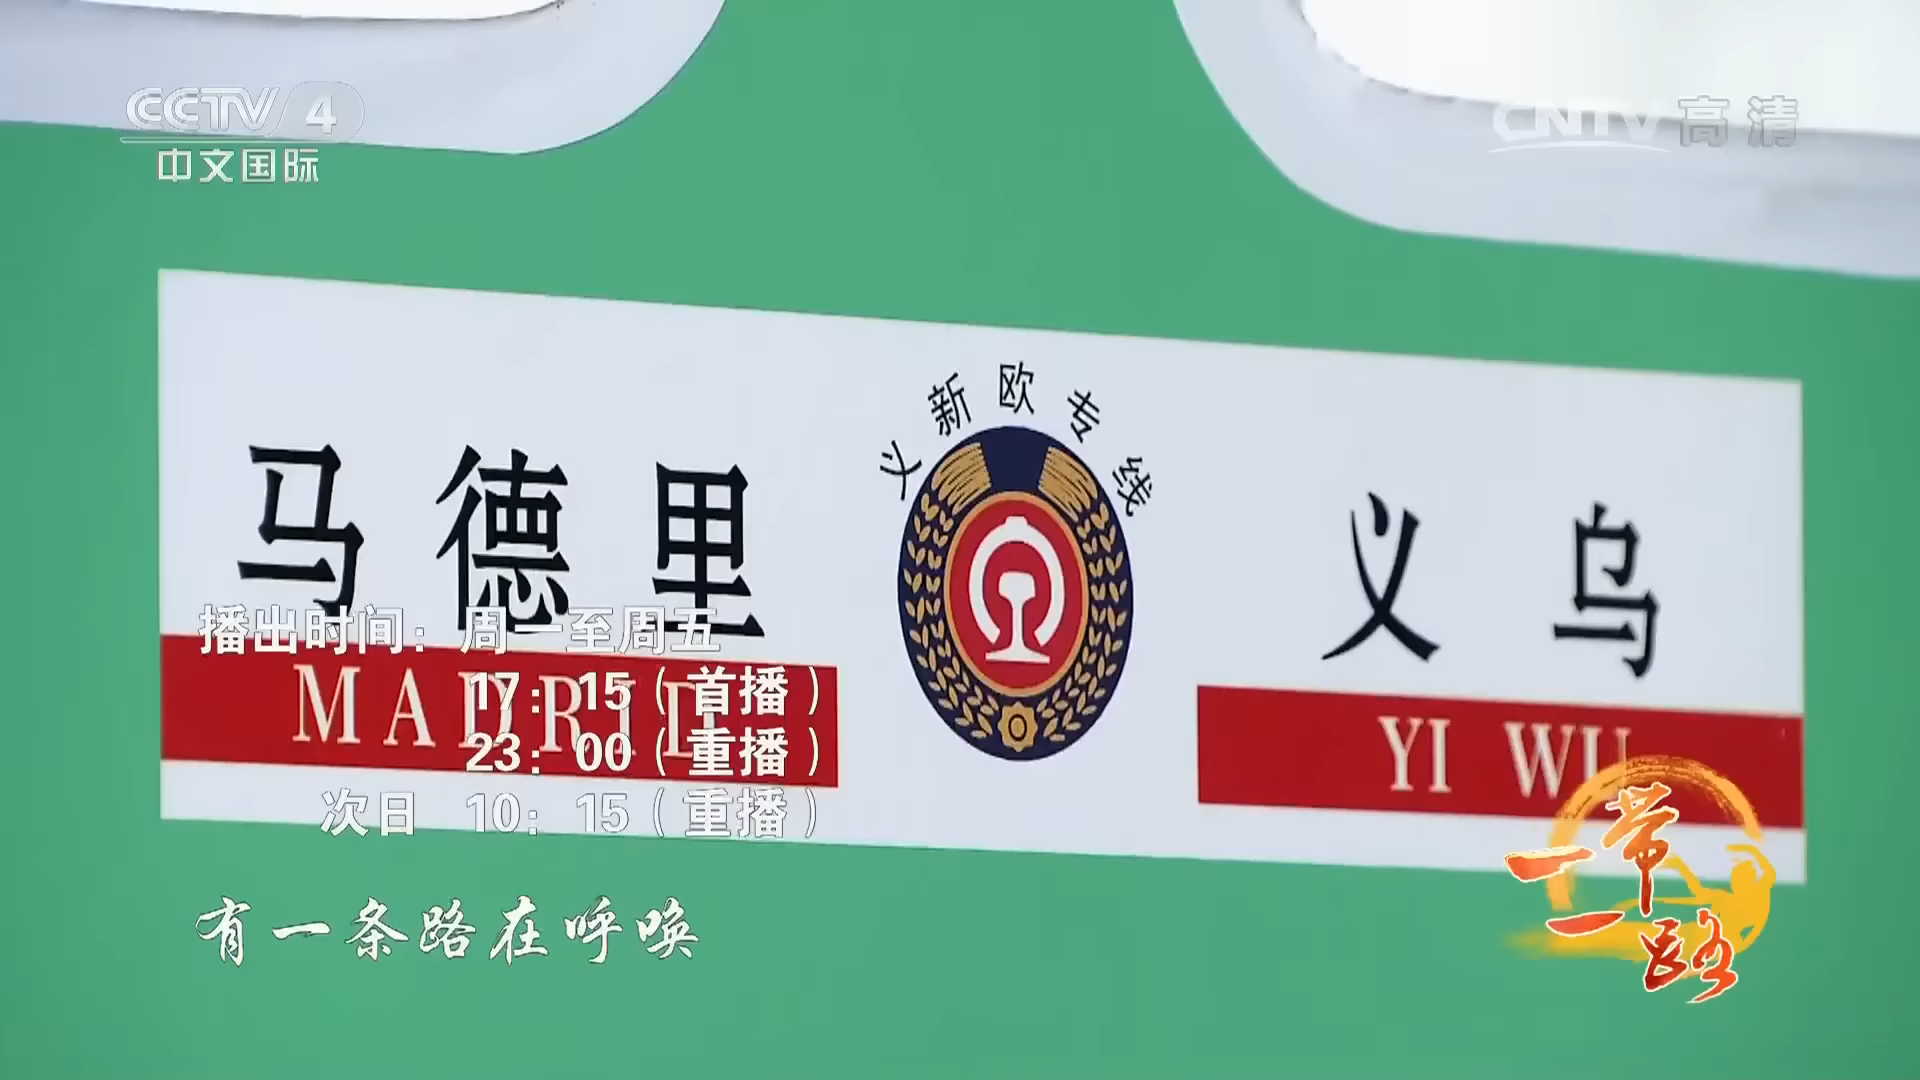 CCTV 4
中文国际
CNTV 高清
义新欧专线
马德里
MADRID
义乌
YI WU
播出时间：周一至周五
17：15（首播）
23：00（重播）
次日 10：15（重播）
有一条路在呼唤
一带一路